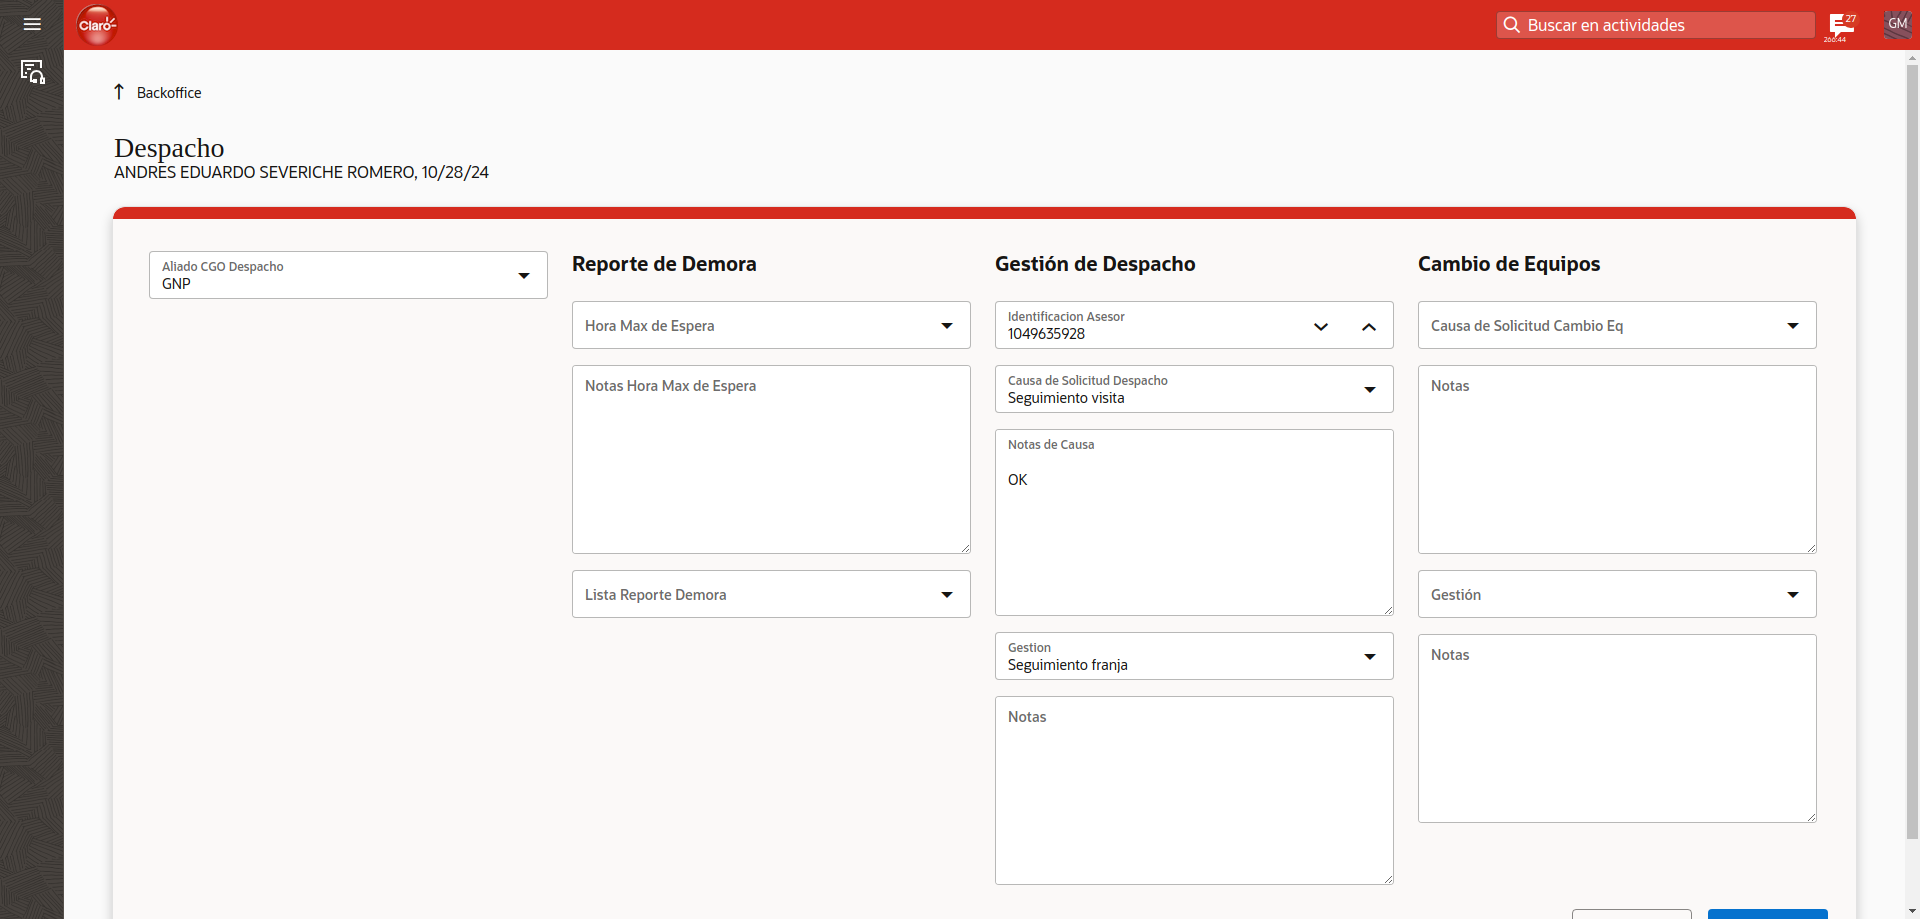 Claro
Buscar en actividades
27
266:44
GM
Backoffice
Despacho
ANDRES EDUARDO SEVERICHE ROMERO, 10/28/24
Aliado CGO Despacho
GNP
Reporte de Demora
Hora Max de Espera
Notas Hora Max de Espera
Lista Reporte Demora
Gestión de Despacho
Identificacion Asesor
1049635928
Causa de Solicitud Despacho
Seguimiento visita
Notas de Causa
OK
Gestion
Seguimiento franja
Notas
Cambio de Equipos
Causa de Solicitud Cambio Eq
Notas
Gestión
Notas